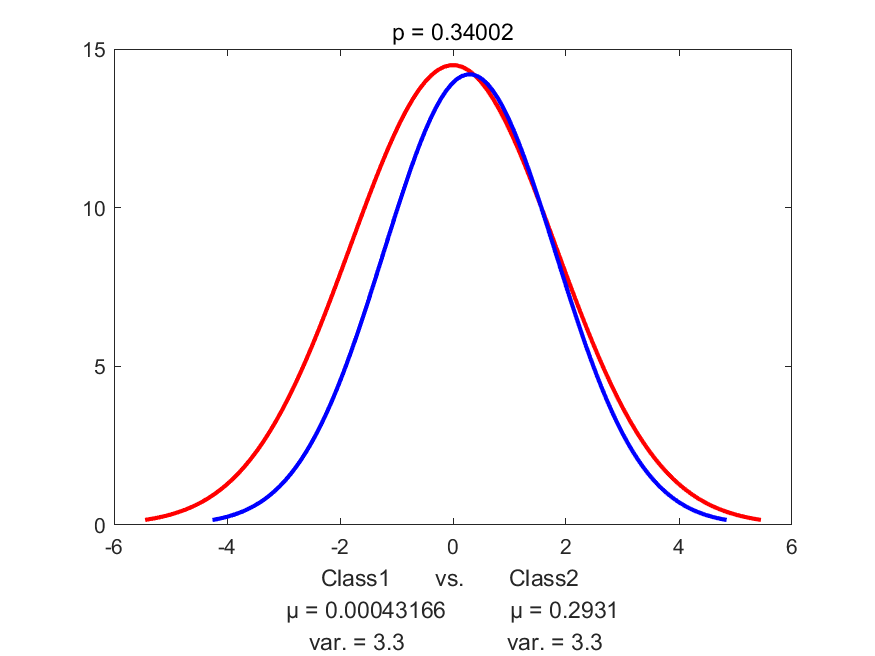 p = 0.34002
15
10
5
0
-6 -4 -2 0 2 4 6
Class1 vs. Class2
μ = 0.00043166 μ = 0.2931
var. = 3.3 var. = 3.3